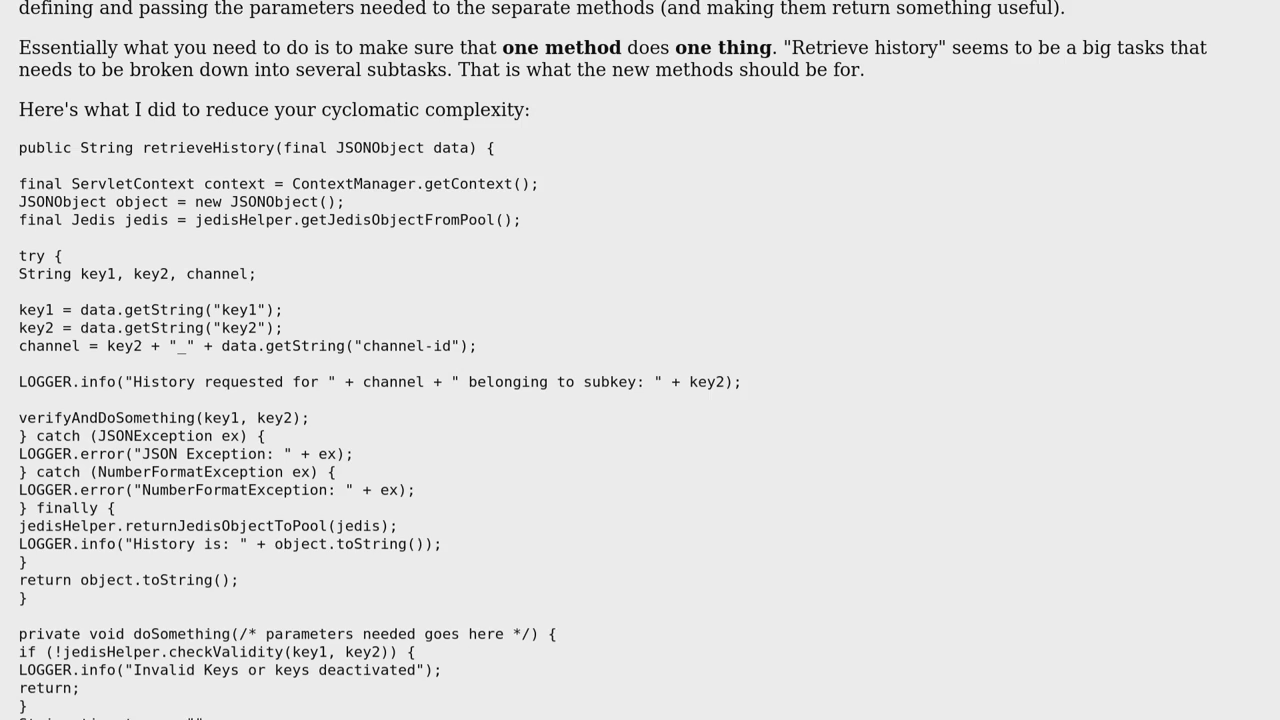 defining and passing the parameters needed to the separate methods (and making them return something useful).
Essentially what you need to do is to make sure that one method does one thing. "Retrieve history" seems to be a big tasks that
needs to be broken down into several subtasks. That is what the new methods should be for.
Here's what I did to reduce your cyclomatic complexity:
public String retrieveHistory(final JSONObject data) {
final ServletContext context = ContextManager.getContext();
JSONObject object = new JSONObject();
final Jedis jedis = jedisHelper.getJedisObjectFromPool();
try {
String key1, key2, channel;
key1 = data.getString("key1");
key2 = data.getString("key2");
channel = key2 + "_" + data.getString("channel-id");
LOGGER.info("History requested for " + channel + " belonging to subkey: " + key2);
verifyAndDoSomething(key1, key2);
} catch (JSONException ex) {
LOGGER.error("JSON Exception: " + ex);
} catch (NumberFormatException ex) {
LOGGER.error("NumberFormatException: " + ex);
} finally {
jedisHelper.returnJedisObjectToPool(jedis);
LOGGER.info("History is: " + object.toString());
}
return object.toString();
}
private void doSomething(/* parameters needed goes here */) {
if (!jedisHelper.checkValidity(key1, key2)) {
LOGGER.info("Invalid Keys or keys deactivated");
return;
}